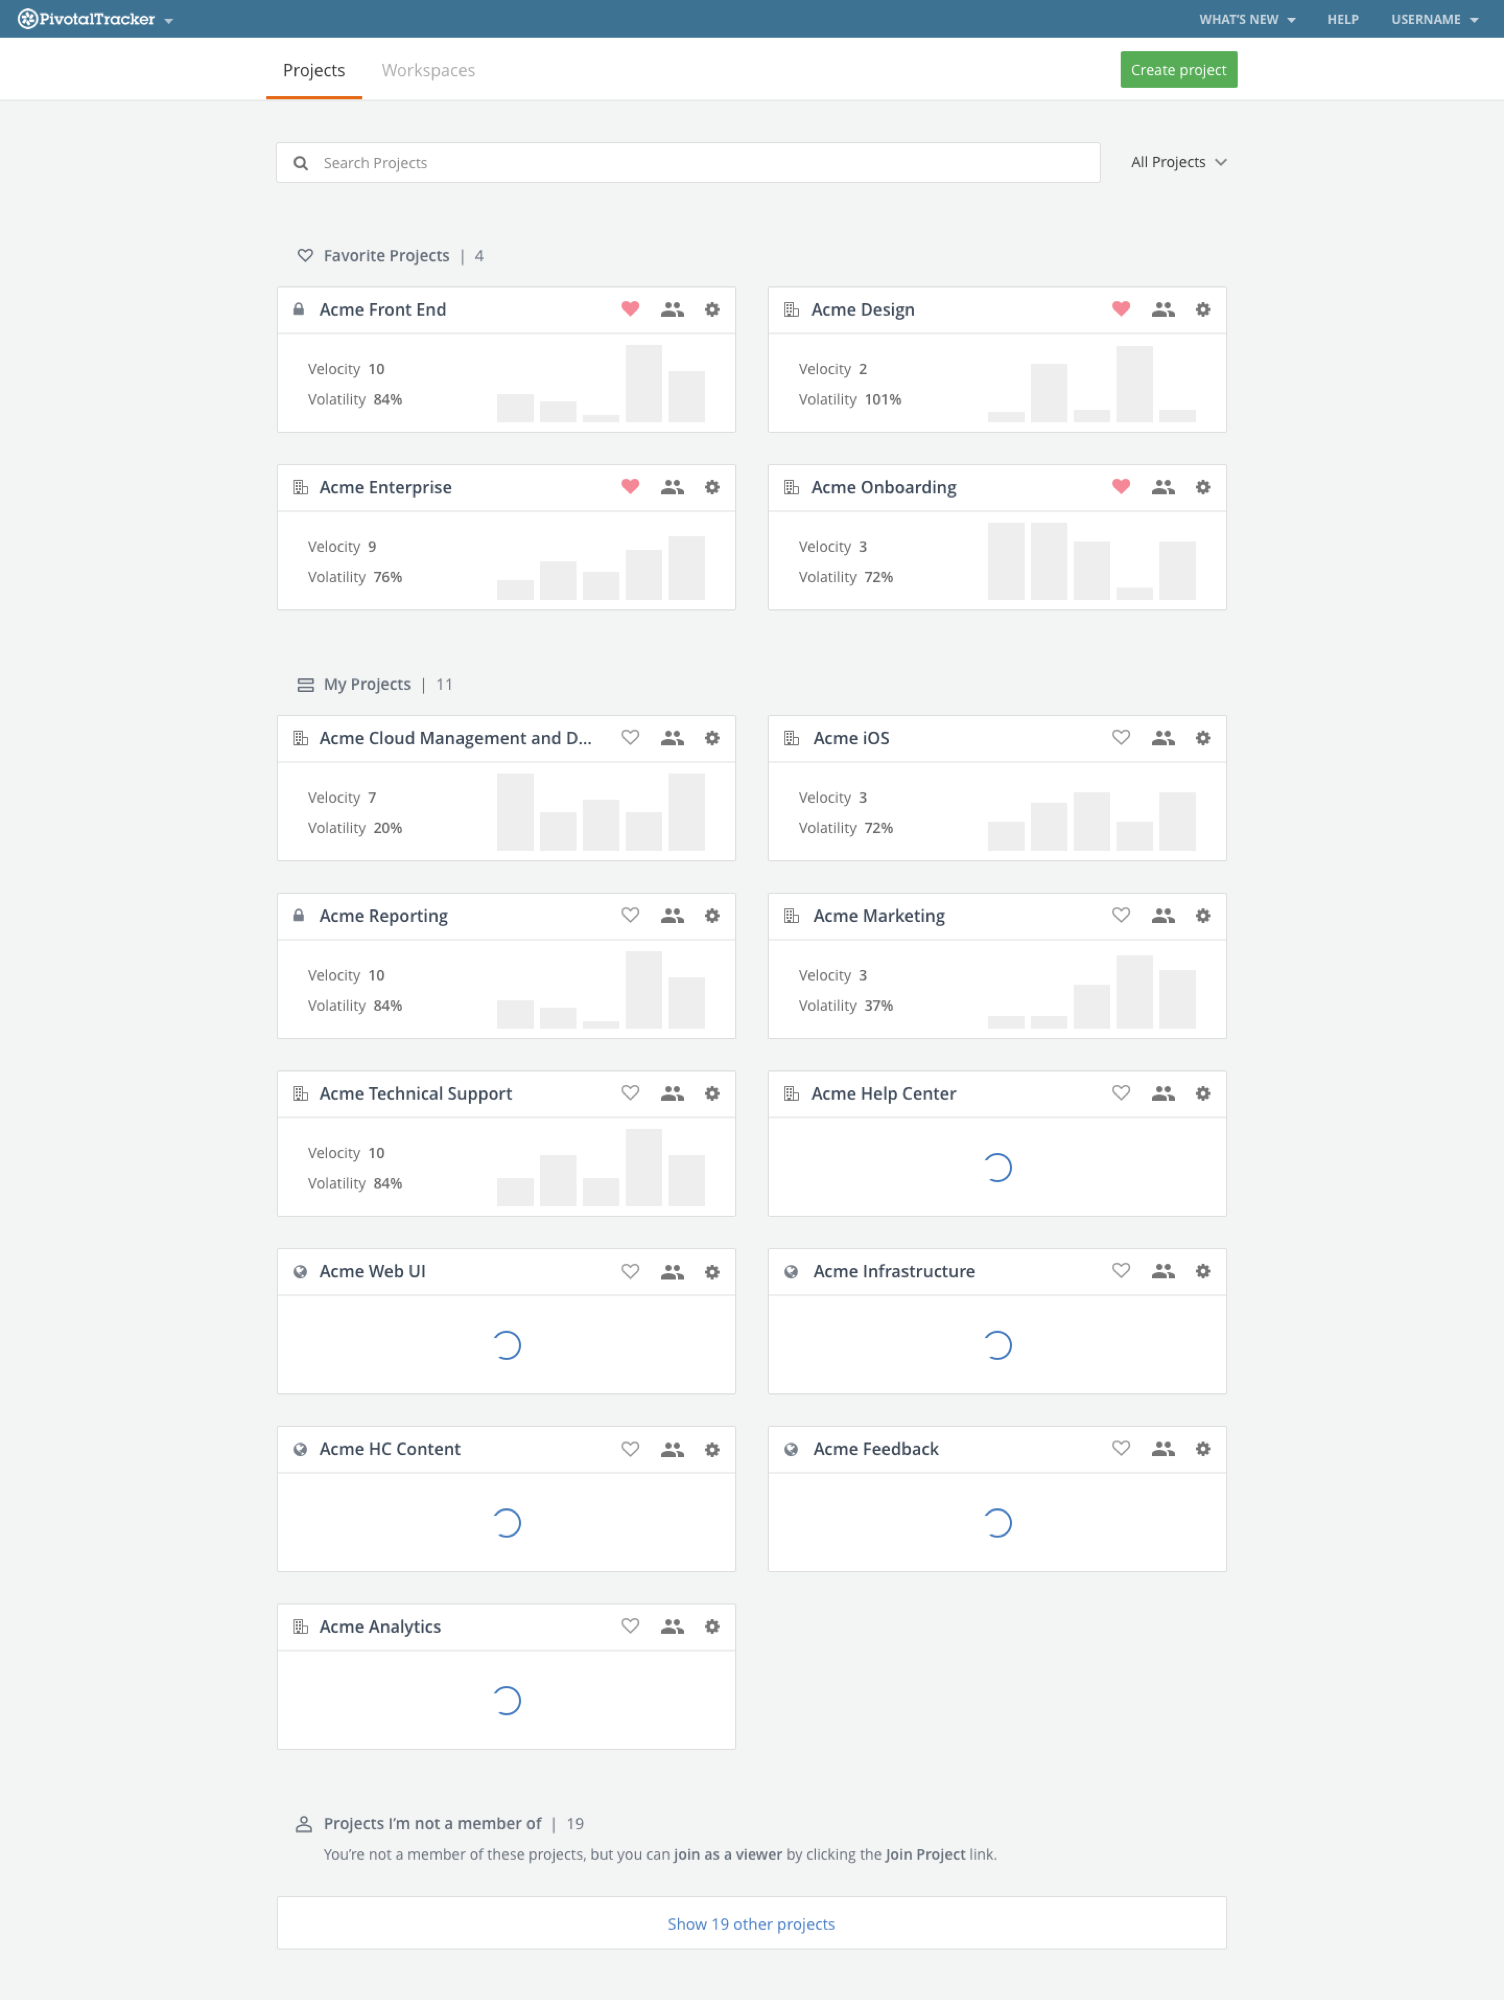 PivotalTracker
WHAT'S NEW
HELP
USERNAME
Projects
Workspaces
Create project
Search Projects
All Projects
Favorite Projects | 4
Acme Front End
Velocity 10
Volatility 84%
Acme Design
Velocity 2
Volatility 101%
Acme Enterprise
Velocity 9
Volatility 76%
Acme Onboarding
Velocity 3
Volatility 72%
My Projects | 11
Acme Cloud Management and D...
Velocity 7
Volatility 20%
Acme iOS
Velocity 3
Volatility 72%
Acme Reporting
Velocity 10
Volatility 84%
Acme Marketing
Velocity 3
Volatility 37%
Acme Technical Support
Velocity 10
Volatility 84%
Acme Help Center
Acme Web UI
Acme Infrastructure
Acme HC Content
Acme Feedback
Acme Analytics
Projects I'm not a member of | 19
You're not a member of these projects, but you can join as a viewer by clicking the Join Project link.
Show 19 other projects